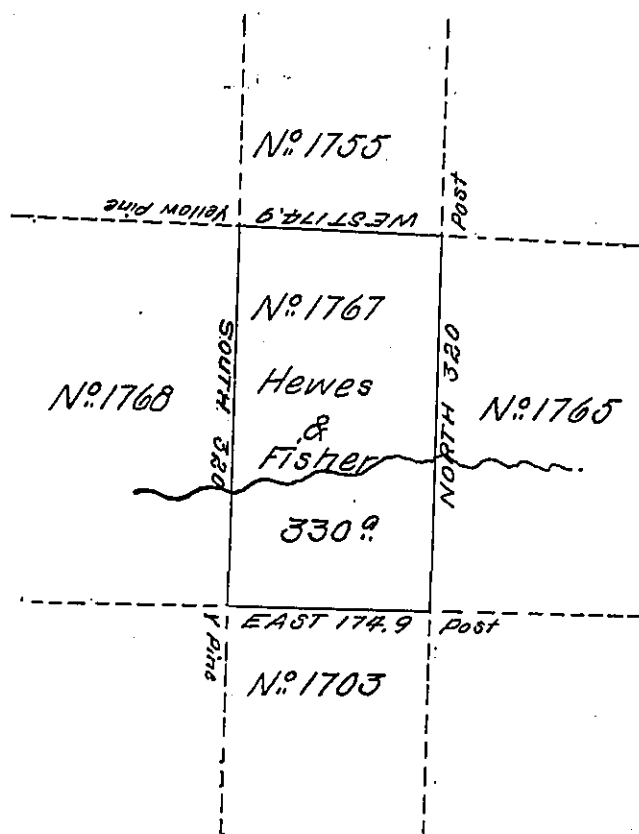 No. 1755
Yellow Pine
WEST 174.9
Post
No. 1767
SOUTH 320
NORTH 320
No. 1768
Hewes
&
Fisher
No. 1765
330 a
Y Pine
EAST 174.9
Post
No. 1703